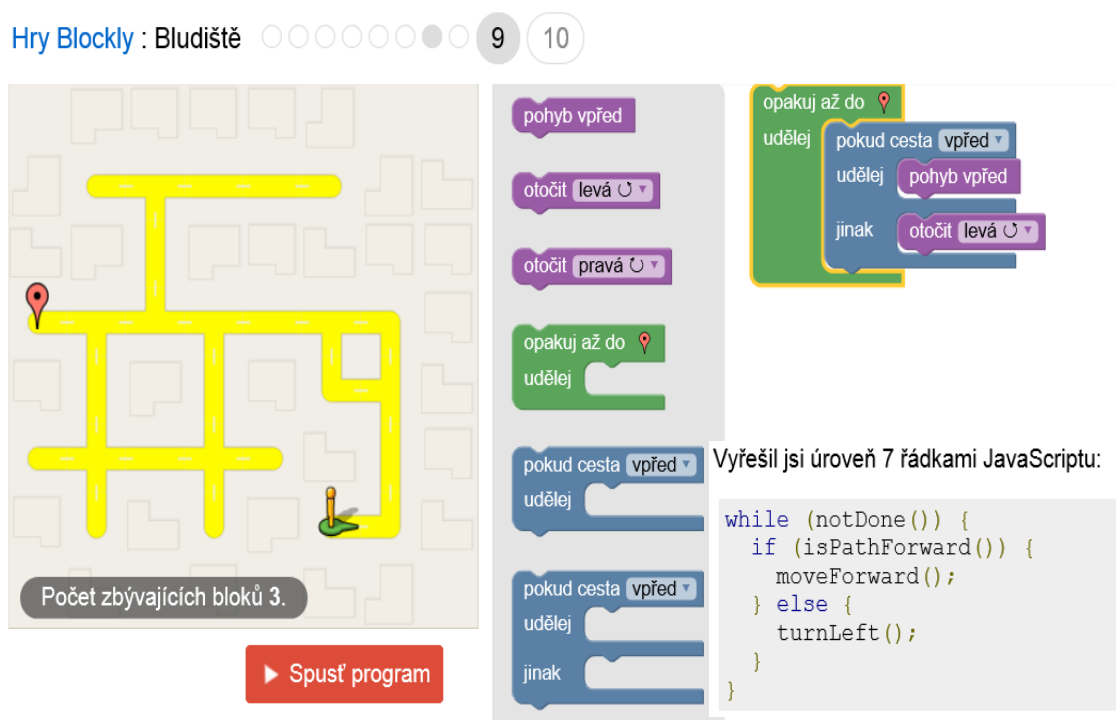 Hry Blockly : Bludiště 9 10
pohyb vpřed
otočit levá
otočit pravá
opakuj až do
udělej
pokud cesta vpřed
udělej
pokud cesta vpřed
udělej
jinak
opakuj až do
udělej
pokud cesta vpřed
udělej pohyb vpřed
jinak otočit levá
Počet zbývajících bloků 3.
Spusť program
Vyřešil jsi úroveň 7 řádkami JavaScriptu:
while (notDone()) {
  if (isPathForward()) {
    moveForward();
  } else {
    turnLeft();
  }
}